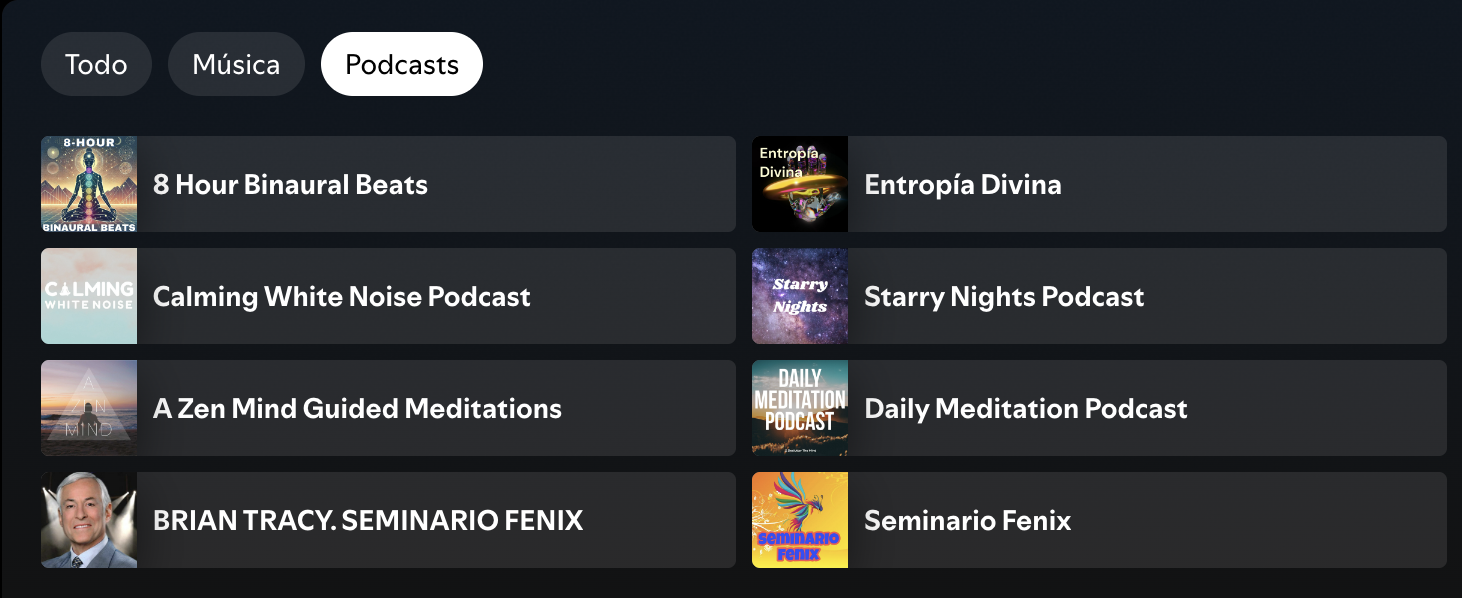 Todo
Música
Podcasts
8-HOUR
BINAURAL BEATS
8 Hour Binaural Beats
Entropía
Divina
Entropía Divina
CALMING
WHITE NOISE
Calming White Noise Podcast
Starry
Nights
Starry Nights Podcast
A
ZEN
MIND
A Zen Mind Guided Meditations
DAILY
MEDITATION
PODCAST
Daily Meditation Podcast
BRIAN TRACY. SEMINARIO FENIX
SEMINARIO
FENIX
Seminario Fenix